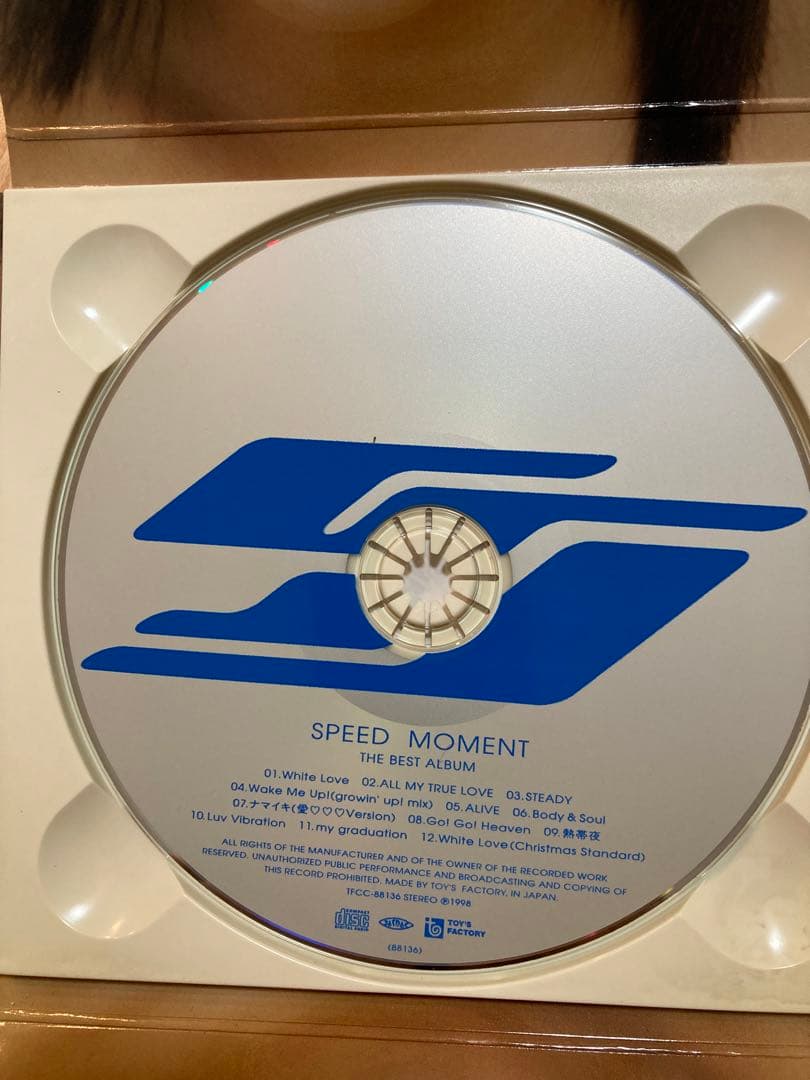 SPEED MOMENT
THE BEST ALBUM
01.White Love 02.ALL MY TRUE LOVE 03.STEADY
04.Wake Me Up!(growin' up! mix) 05.ALIVE 06.Body & Soul
07.ナマイキ(愛♡♡♡Version) 08.Go! Go! Heaven 09.熱帯夜
10.Luv Vibration 11.my graduation 12.White Love(Christmas Standard)
ALL RIGHTS OF THE MANUFACTURER AND OF THE OWNER OF THE RECORDED WORK
RESERVED. UNAUTHORIZED PUBLIC PERFORMANCE AND BROADCASTING AND COPYING OF
THIS RECORD PROHIBITED. MADE BY TOY'S FACTORY, IN JAPAN.
TFCC-88136 STEREO ℗1998
COMPACT
disc
DIGITAL AUDIO
TOY'S
FACTORY
(88136)